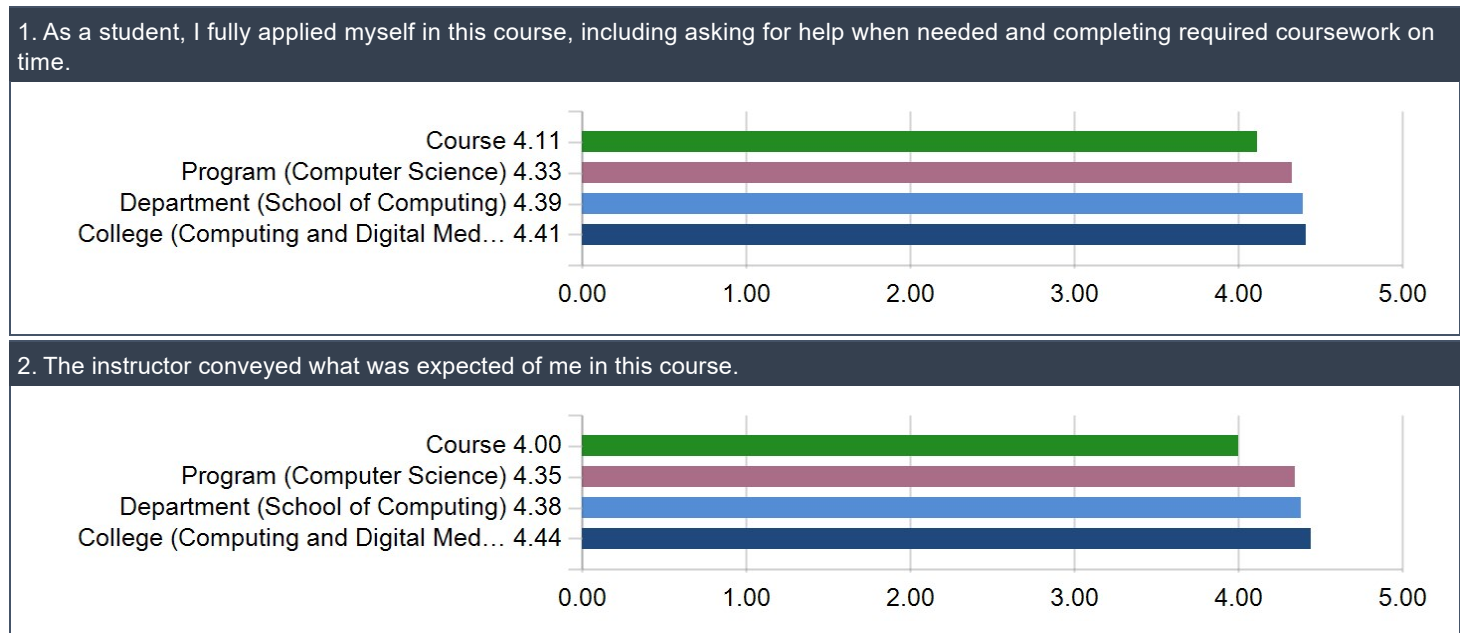 1. As a student, I fully applied myself in this course, including asking for help when needed and completing required coursework on
time.
Course 4.11
Program (Computer Science) 4.33
Department (School of Computing) 4.39
College (Computing and Digital Med... 4.41
0.00 1.00 2.00 3.00 4.00 5.00
2. The instructor conveyed what was expected of me in this course.
Course 4.00
Program (Computer Science) 4.35
Department (School of Computing) 4.38
College (Computing and Digital Med... 4.44
0.00 1.00 2.00 3.00 4.00 5.00